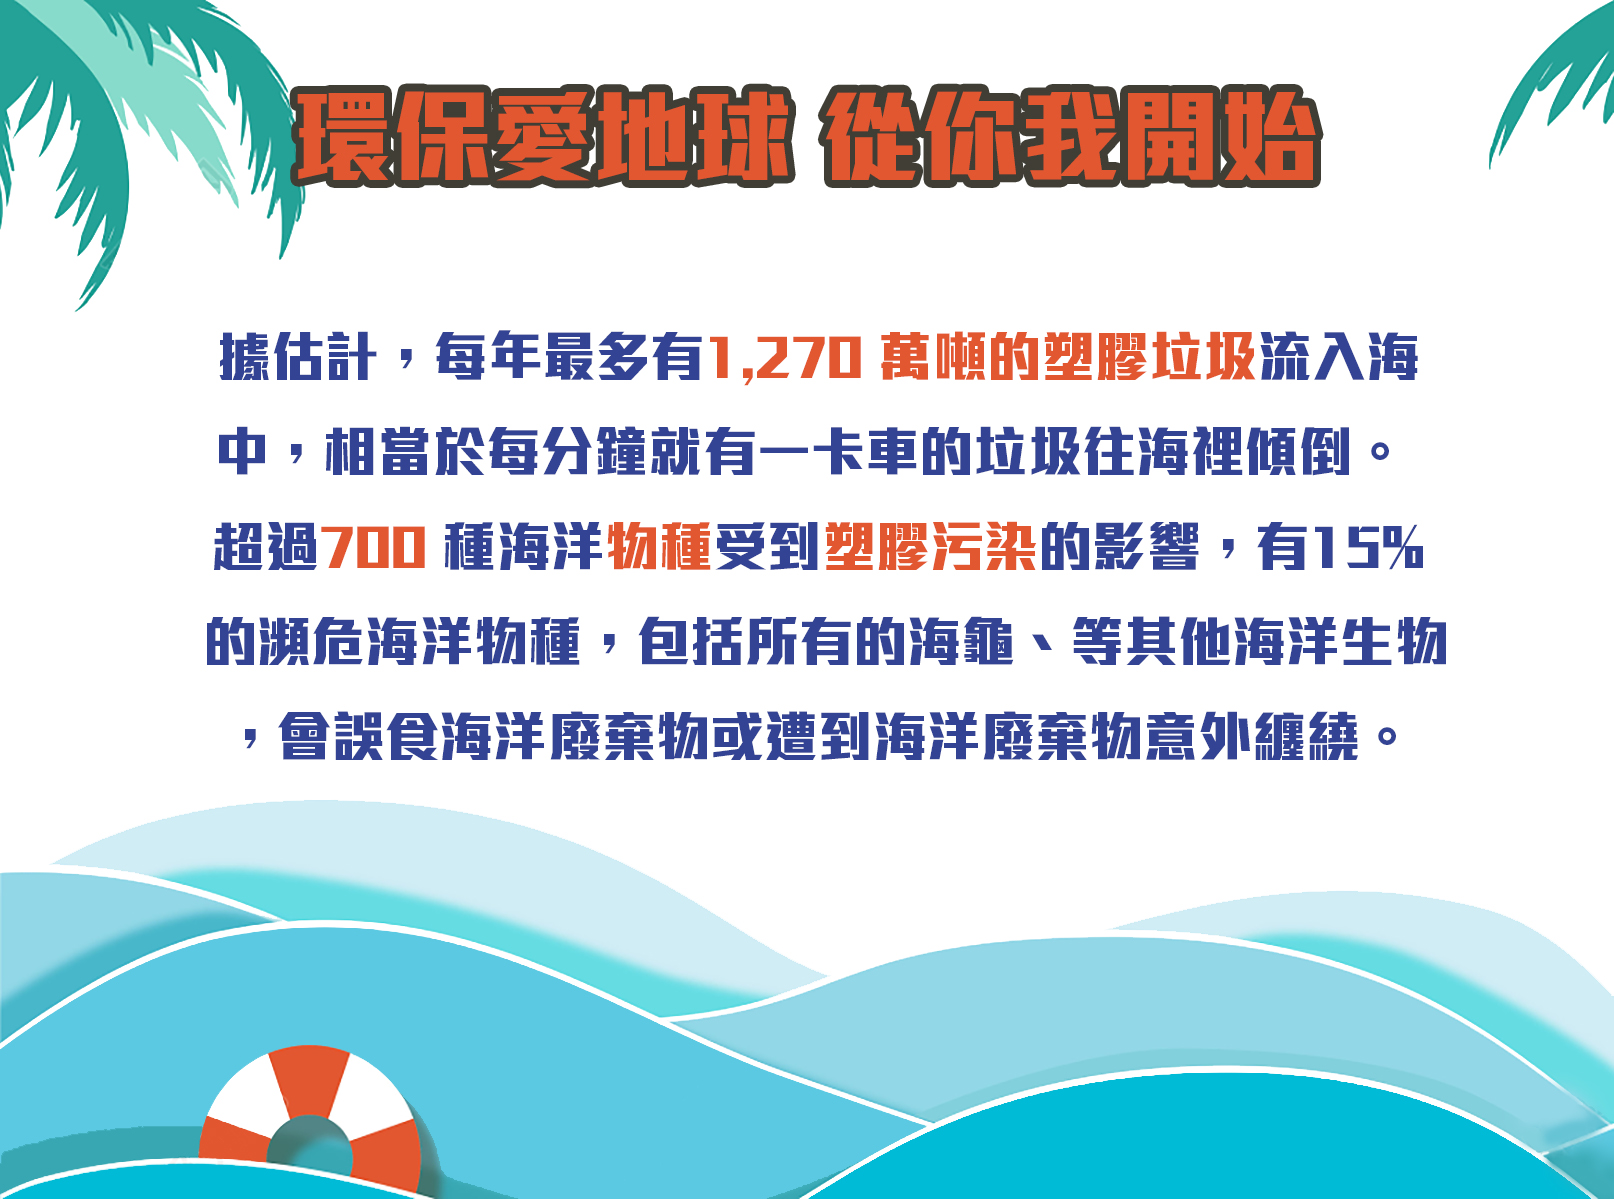 環保愛地球 從你我開始
據估計，每年最多有1,270 萬噸的塑膠垃圾流入海
中，相當於每分鐘就有一卡車的垃圾往海裡傾倒。
超過700 種海洋物種受到塑膠污染的影響，有15%
的瀕危海洋物種，包括所有的海龜、等其他海洋生物
，會誤食海洋廢棄物或遭到海洋廢棄物意外纏繞。